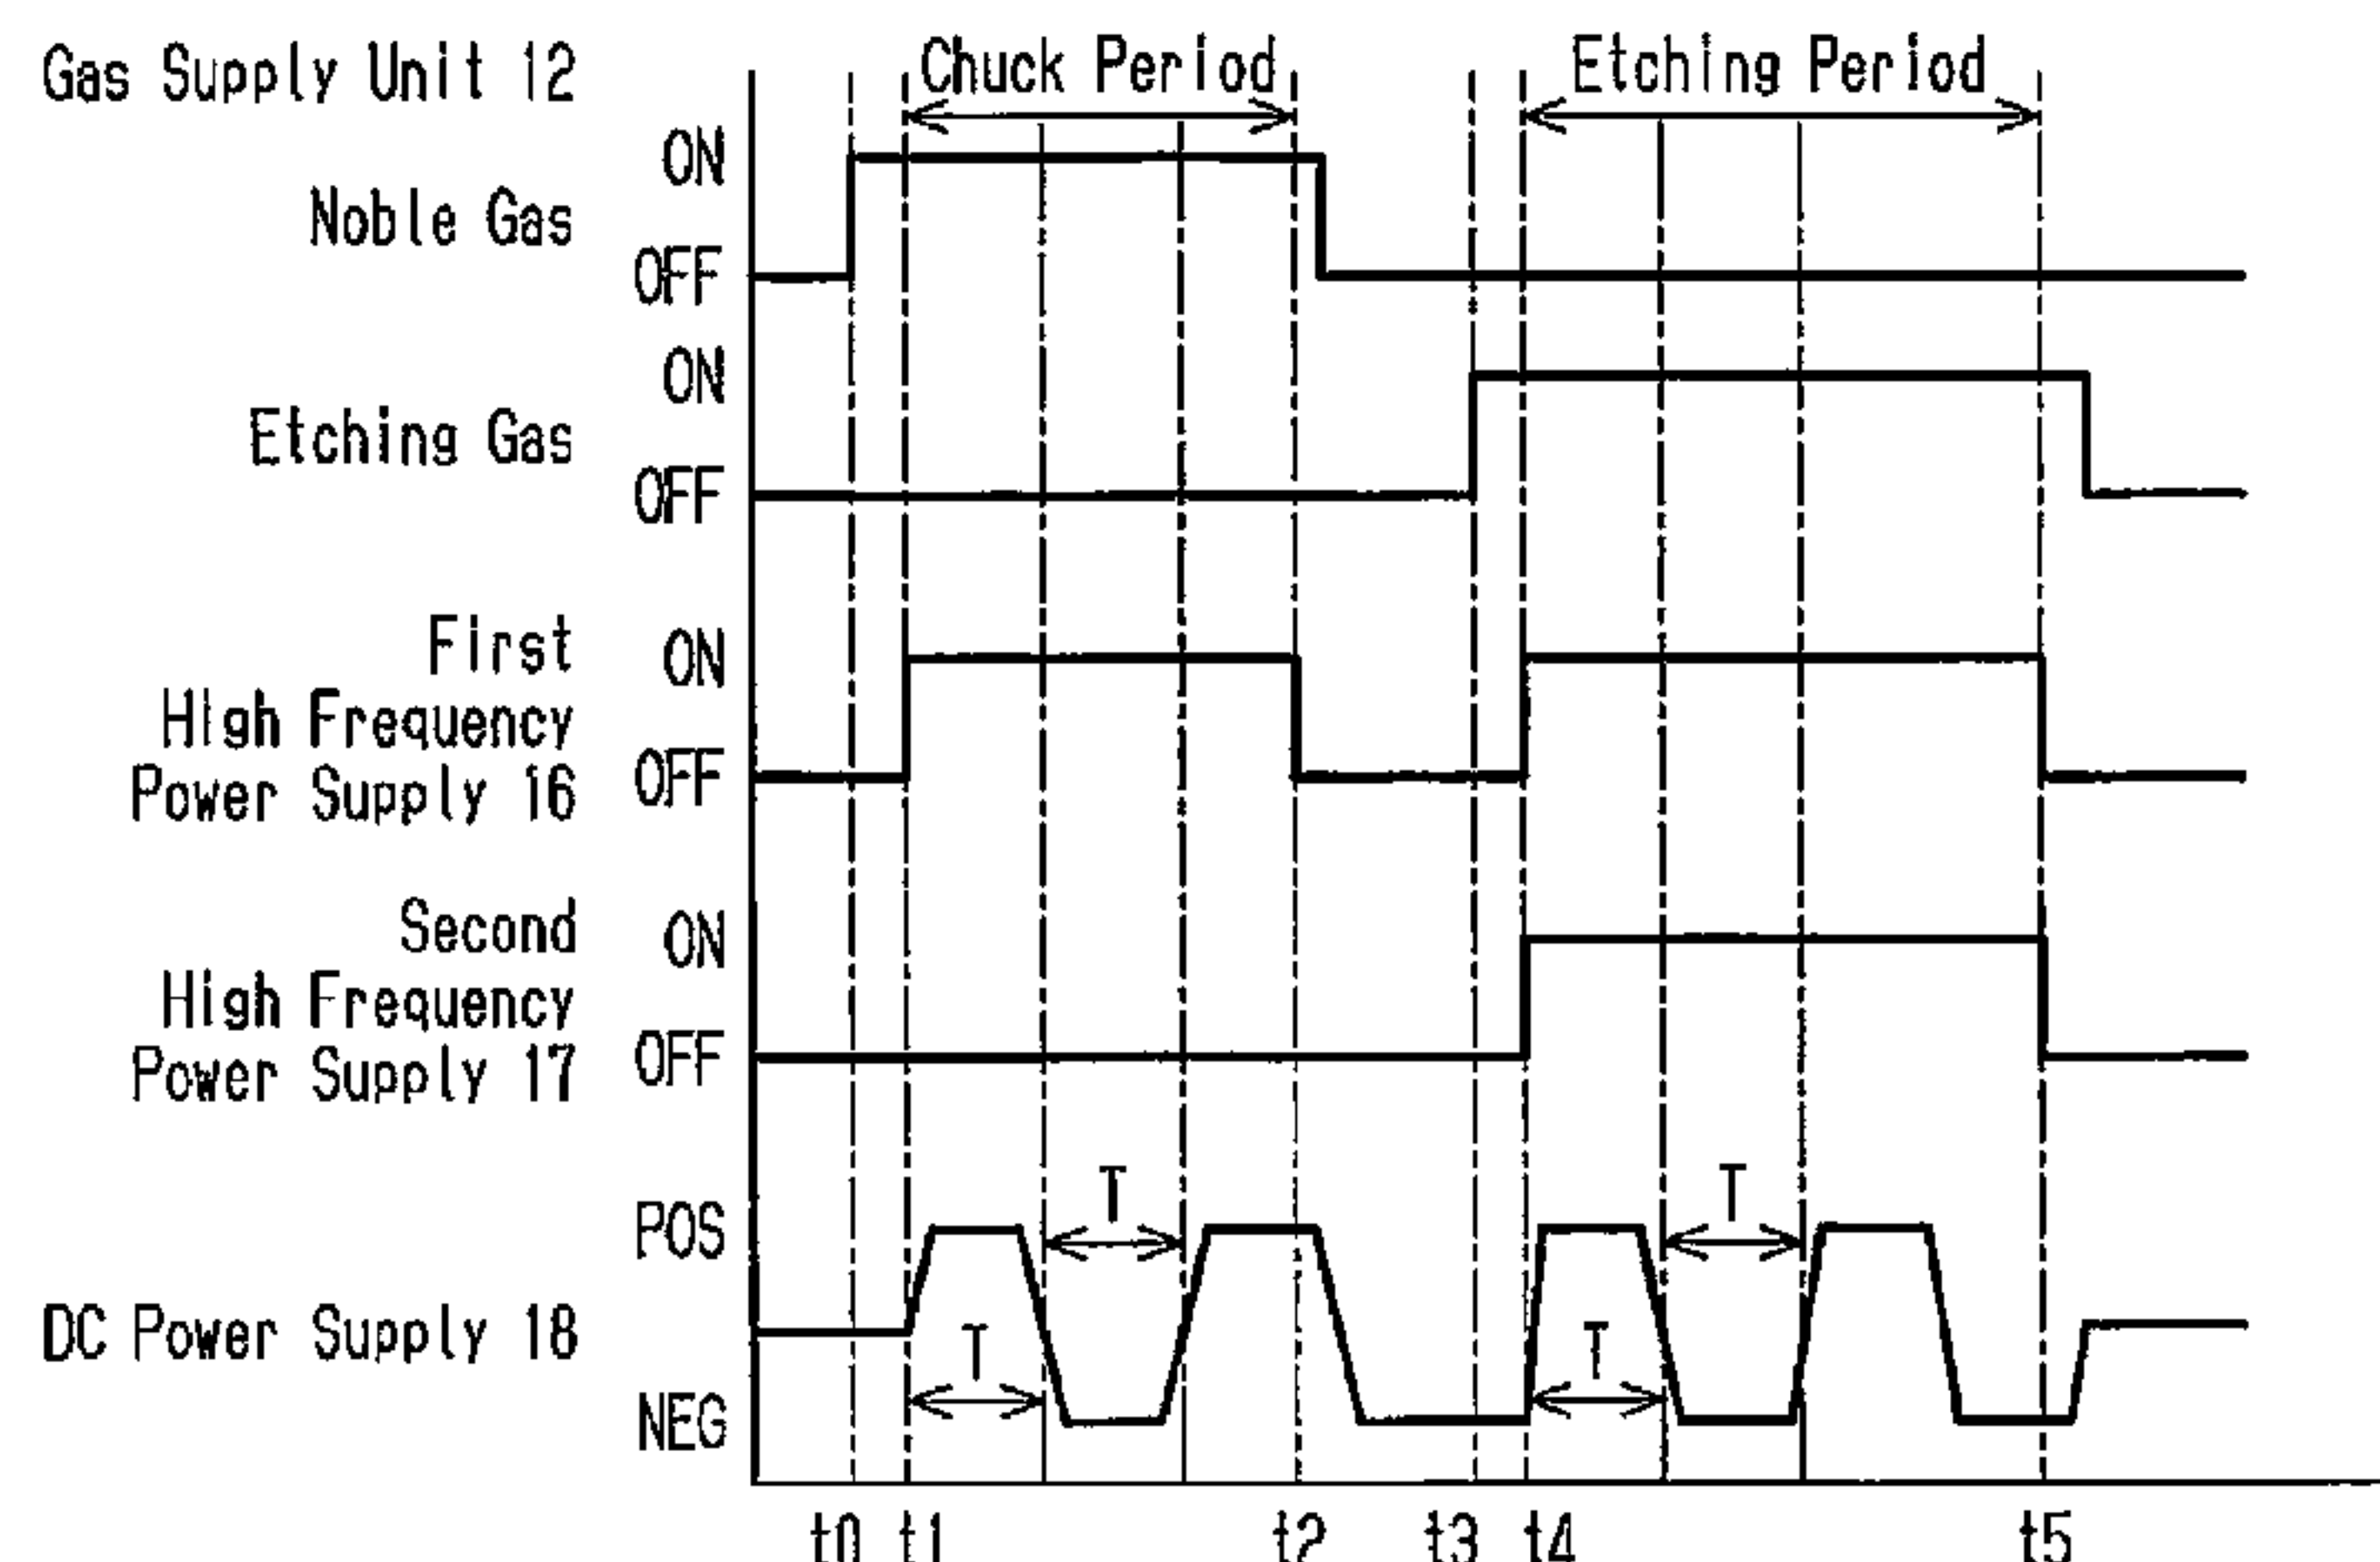 Gas Supply Unit 12
Chuck Period
Etching Period
ON
Noble Gas
OFF
ON
Etching Gas
OFF
First
High Frequency
Power Supply 16
ON
OFF
Second
High Frequency
Power Supply 17
ON
OFF
POS
T
T
DC Power Supply 18
T
T
NEG
t0 t1 t2 t3 t4 t5